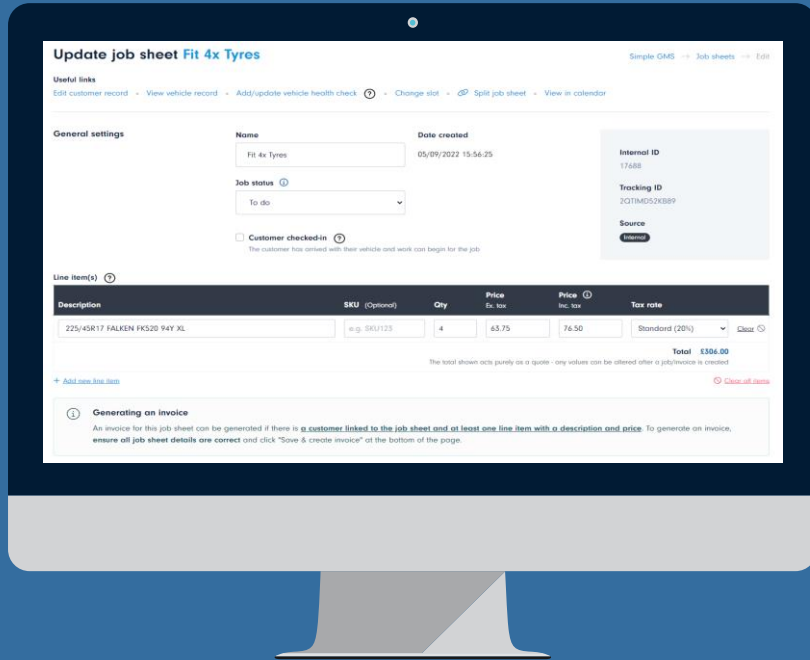 Update job sheet Fit 4x Tyres
Simple GMS → Job sheets → Edit
Useful links
Edit customer record - View vehicle record - Add/update vehicle health check ? - Change slot - Split job sheet - View in calendar
General settings
Name
Date created
Fit 4x Tyres
05/09/2022 15:56:25
Internal ID
17688
Job status
To do
Tracking ID
2QTIMD52KBB9
Source
Internal
Customer checked-in ?
The customer has arrived with their vehicle and work can begin for the job
Line item(s) ?
Description SKU (Optional) Qty Price Ex. tax Price Inc. tax Tax rate
225/45R17 FALKEN FK520 94Y XL e.g. SKU123 4 63.75 76.50 Standard (20%) Clear
Total £306.00
The total shown acts purely as a quote - any values can be altered after a job/invoice is created
+ Add new line item
Clear all items
Generating an invoice
An invoice for this job sheet can be generated if there is a customer linked to the job sheet and at least one line item with a description and price. To generate an invoice,
ensure all job sheet details are correct and click "Save & create invoice" at the bottom of the page.